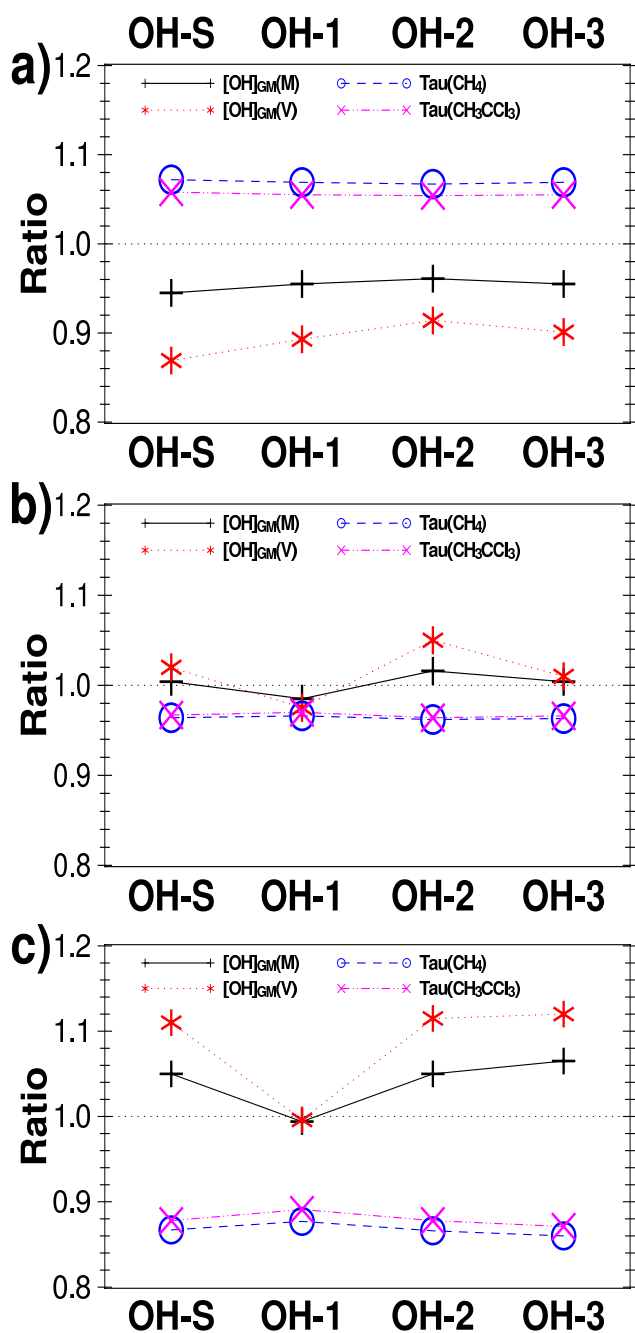 OH-S OH-1 OH-2 OH-3
a)
1.2
[OH]GM(M) Tau(CH4)
[OH]GM(V) Tau(CH3CCl3)
1.1
1.0
Ratio
0.9
0.8
OH-S OH-1 OH-2 OH-3
b)
1.2
[OH]GM(M) Tau(CH4)
[OH]GM(V) Tau(CH3CCl3)
1.1
1.0
Ratio
0.9
0.8
OH-S OH-1 OH-2 OH-3
c)
1.2
[OH]GM(M) Tau(CH4)
[OH]GM(V) Tau(CH3CCl3)
1.1
1.0
Ratio
0.9
0.8
OH-S OH-1 OH-2 OH-3